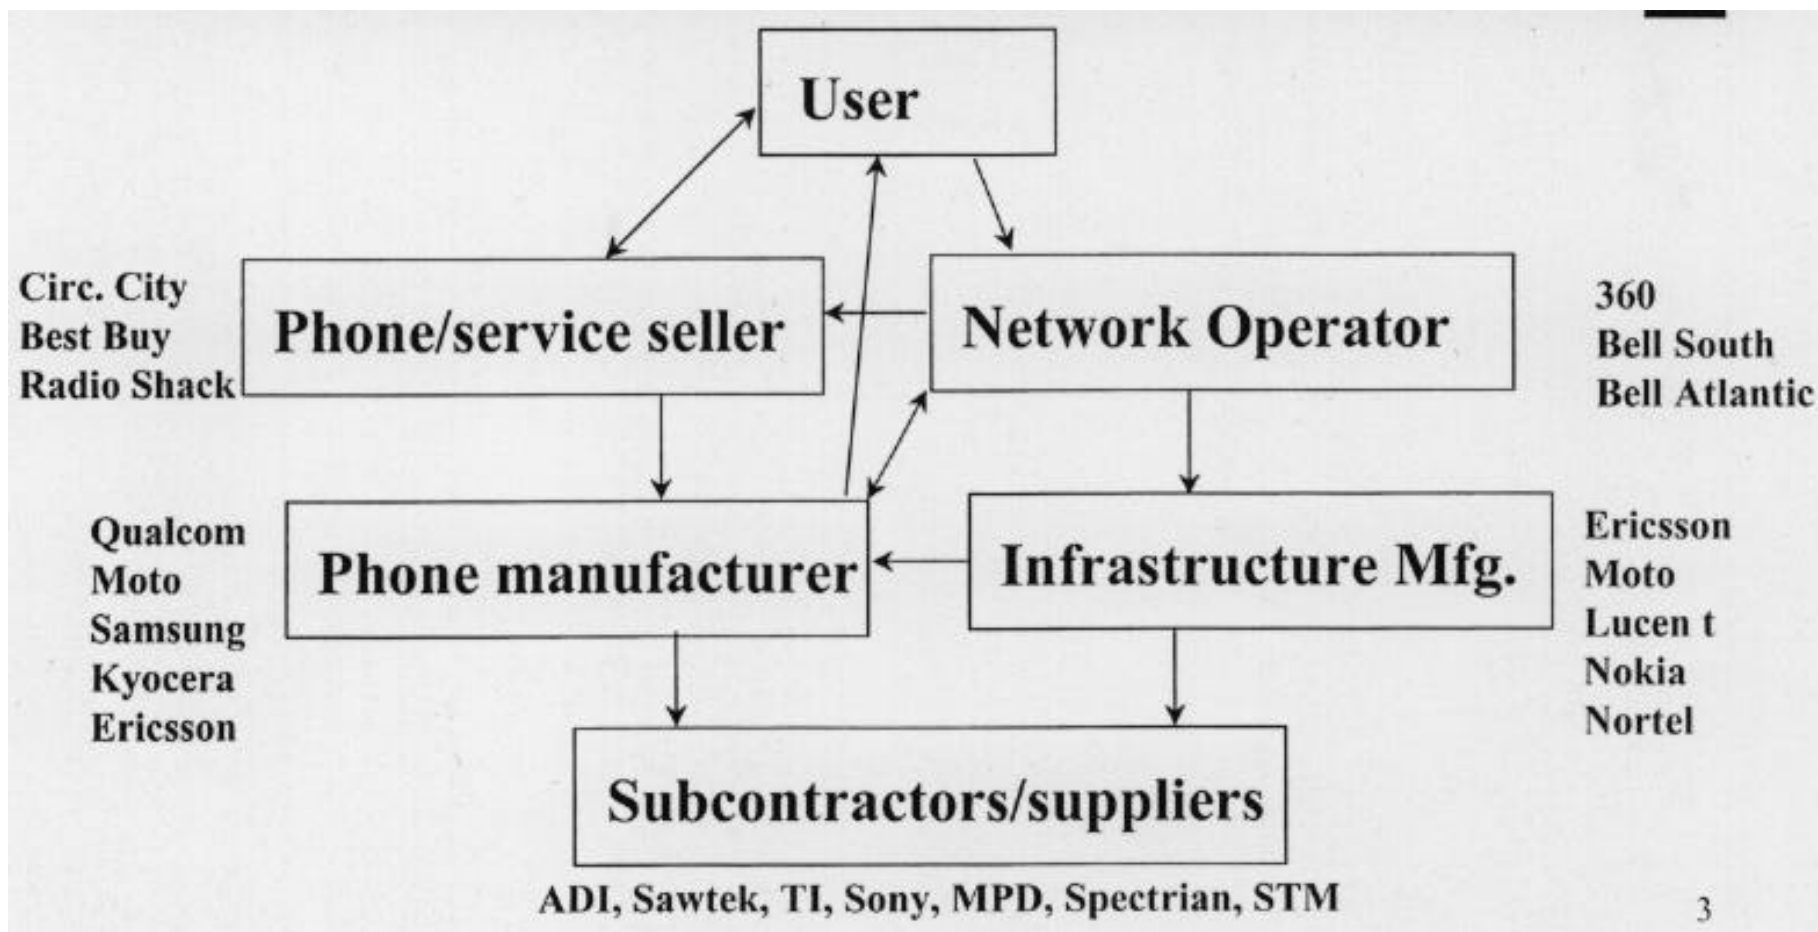 User
Circ. City
Best Buy
Radio Shack
Phone/service seller
Network Operator
360
Bell South
Bell Atlantic
Qualcom
Moto
Samsung
Kyocera
Ericsson
Phone manufacturer
Infrastructure Mfg.
Ericsson
Moto
Lucen t
Nokia
Nortel
Subcontractors/suppliers
ADI, Sawtek, TI, Sony, MPD, Spectrian, STM
3